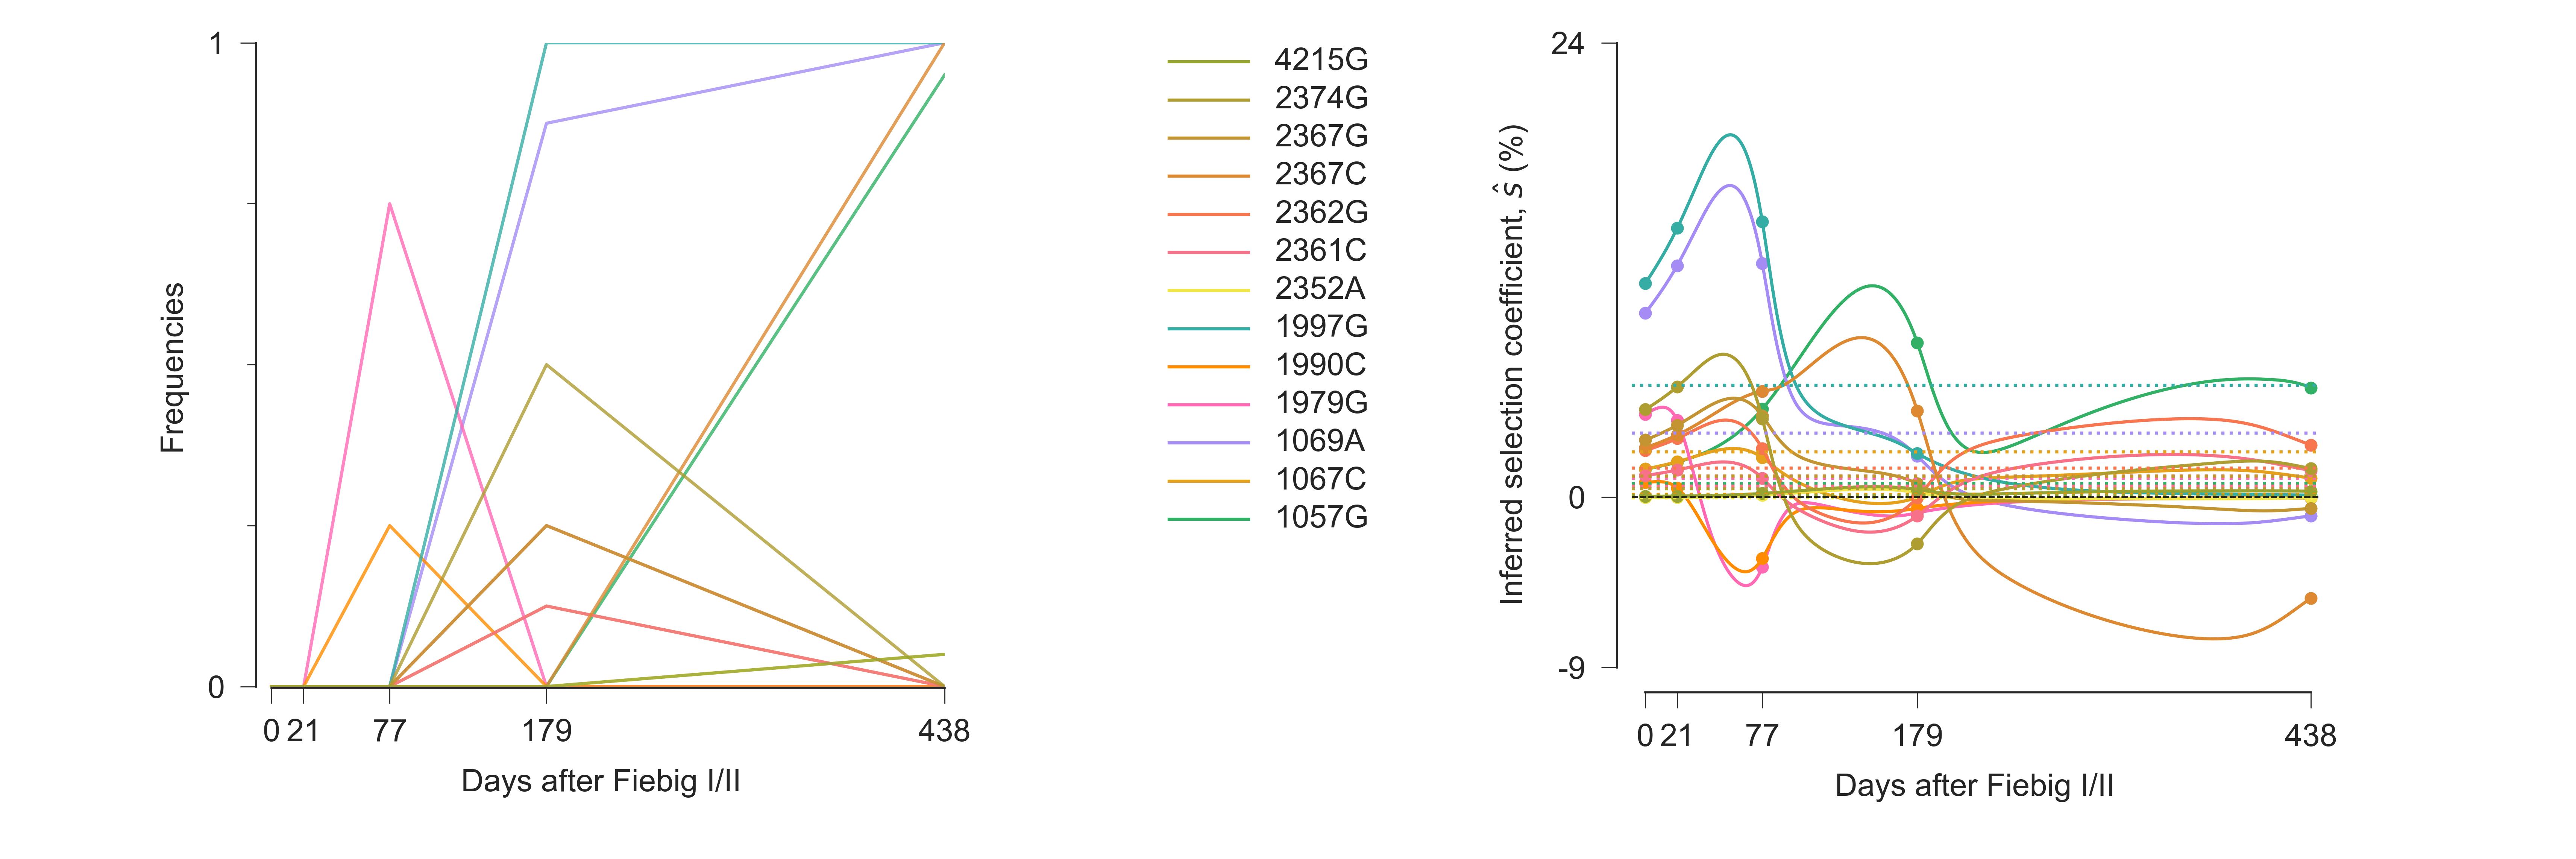 1
0
Frequencies
0 21 77 179 438
Days after Fiebig I/II
4215G
2374G
2367G
2367C
2362G
2361C
2352A
1997G
1990C
1979G
1069A
1067C
1057G
24
0
-9
Inferred selection coefficient, ŝ (%)
0 21 77 179 438
Days after Fiebig I/II